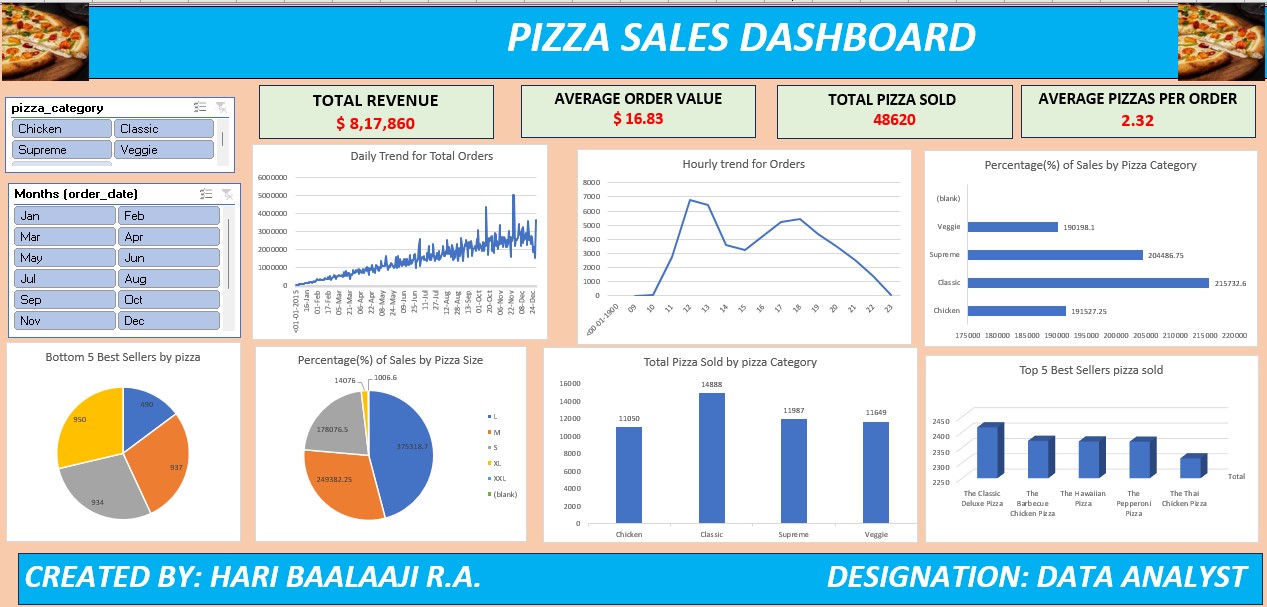 PIZZA SALES DASHBOARD
pizza_category
Chicken
Classic
Supreme
Veggie
TOTAL REVENUE
$ 8,17,860
AVERAGE ORDER VALUE
$ 16.83
TOTAL PIZZA SOLD
48620
AVERAGE PIZZAS PER ORDER
2.32
Months (order_date)
Jan
Feb
Mar
Apr
May
Jun
Jul
Aug
Sep
Oct
Nov
Dec
Daily Trend for Total Orders
6000000
5000000
4000000
3000000
2000000
1000000
0
<01-01-2015
16-Jan
01-Feb
17-Feb
05-Mar
21-Mar
06-Apr
22-Apr
08-May
24-May
09-Jun
25-Jun
11-Jul
27-Jul
12-Aug
28-Aug
13-Sep
01-Oct
20-Oct
06-Nov
22-Nov
08-Dec
24-Dec
Hourly trend for Orders
8000
7000
6000
5000
4000
3000
2000
1000
0
<00-01-1900
09
10
11
12
13
14
15
16
17
18
19
20
21
22
23
Percentage(%) of Sales by Pizza Category
(blank)
Veggie
190198.1
Supreme
204486.75
Classic
215732.6
Chicken
191527.25
175000 180000 185000 190000 195000 200000 205000 210000 215000 220000
Bottom 5 Best Sellers by pizza
490
950
937
934
Percentage(%) of Sales by Pizza Size
14076
1006.6
178076.5
375318.7
249382.25
L
M
S
XL
XXL
(blank)
Total Pizza Sold by pizza Category
16000
14000
12000
10000
8000
6000
4000
2000
0
11050
14888
11987
11649
Chicken
Classic
Supreme
Veggie
Top 5 Best Sellers pizza sold
2450
2400
2350
2300
2250
The Classic
Deluxe Pizza
The
Barbecue
Chicken Pizza
The Hawaiian
Pizza
The
Pepperoni
Pizza
The Thai
Chicken Pizza
Total
CREATED BY: HARI BAALAAJI R.A.
DESIGNATION: DATA ANALYST